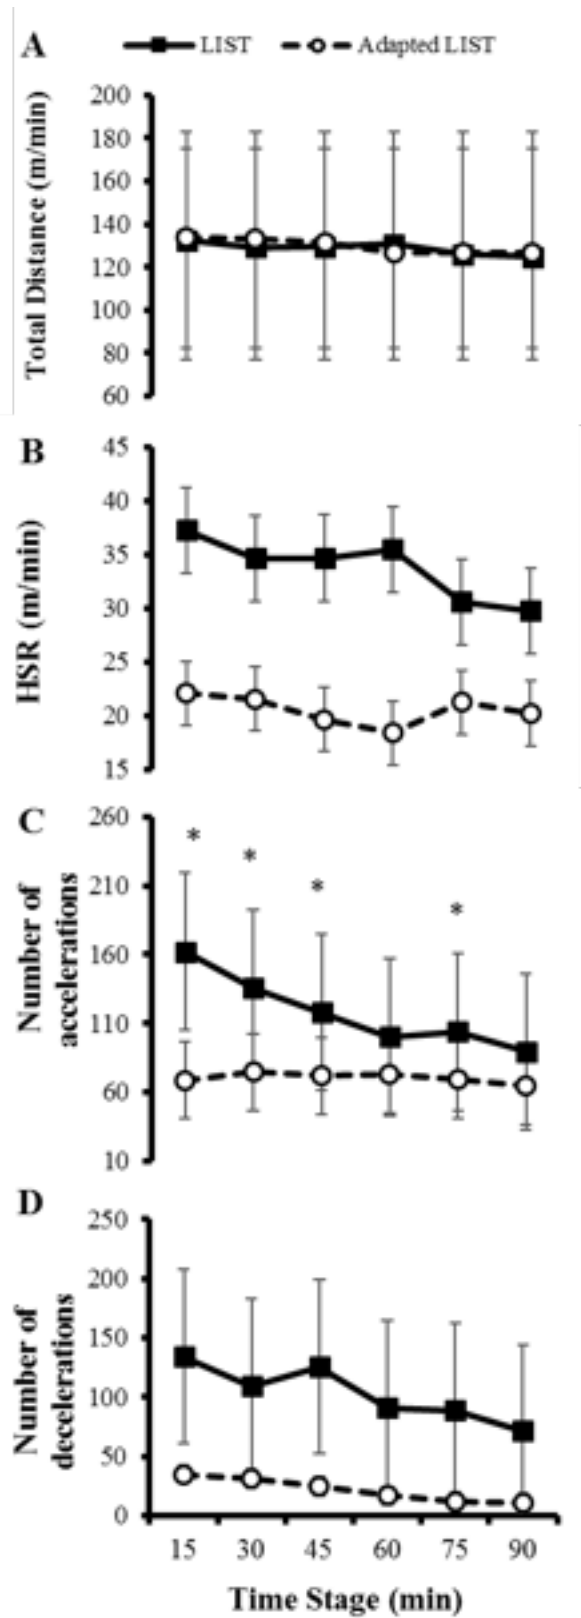 A
LIST
Adapted LIST
Total Distance (m/min)
200
180
160
140
120
100
80
60
B
HSR (m/min)
45
40
35
30
25
20
15
C
Number of
accelerations
260
210
160
110
60
10
*
*
*
*
D
Number of
decelerations
250
200
150
100
50
0
15 30 45 60 75 90
Time Stage (min)